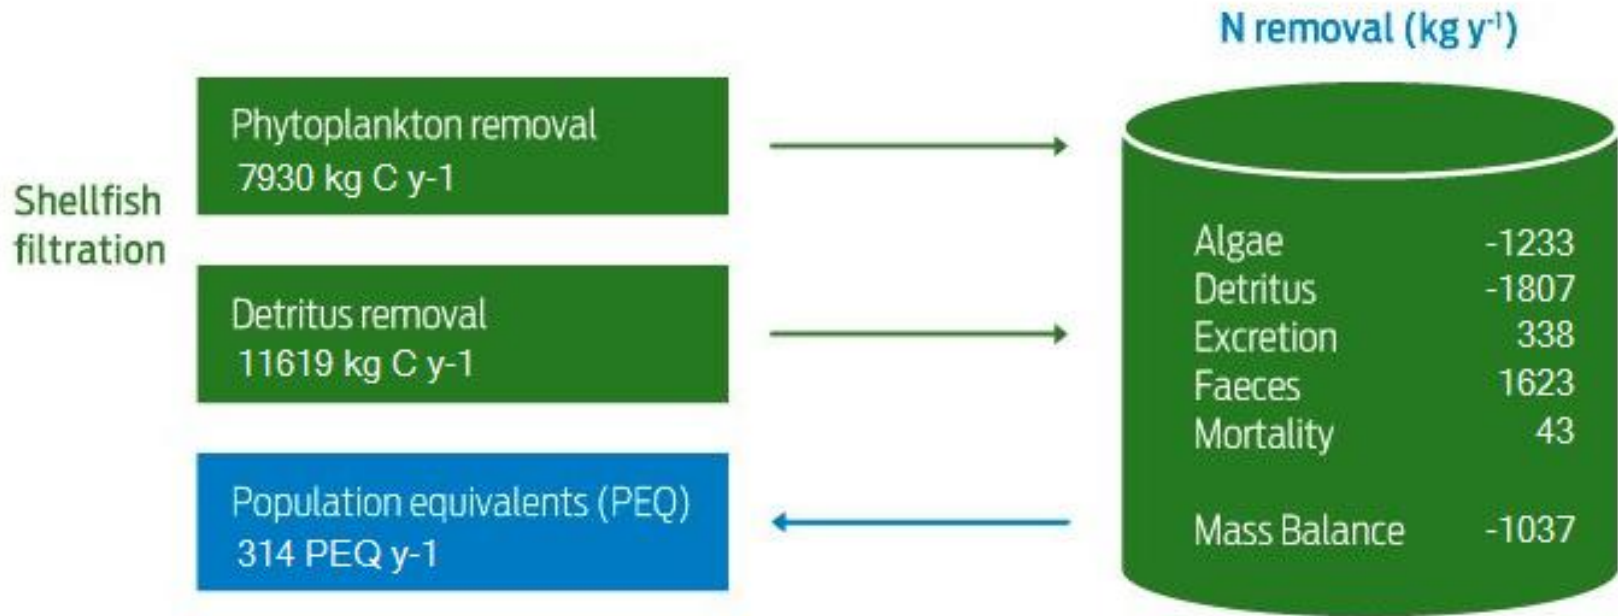 N removal (kg y⁻¹)
Shellfish
filtration
Phytoplankton removal
7930 kg C y-1
Detritus removal
11619 kg C y-1
Population equivalents (PEQ)
314 PEQ y-1
Algae -1233
Detritus -1807
Excretion 338
Faeces 1623
Mortality 43
Mass Balance -1037